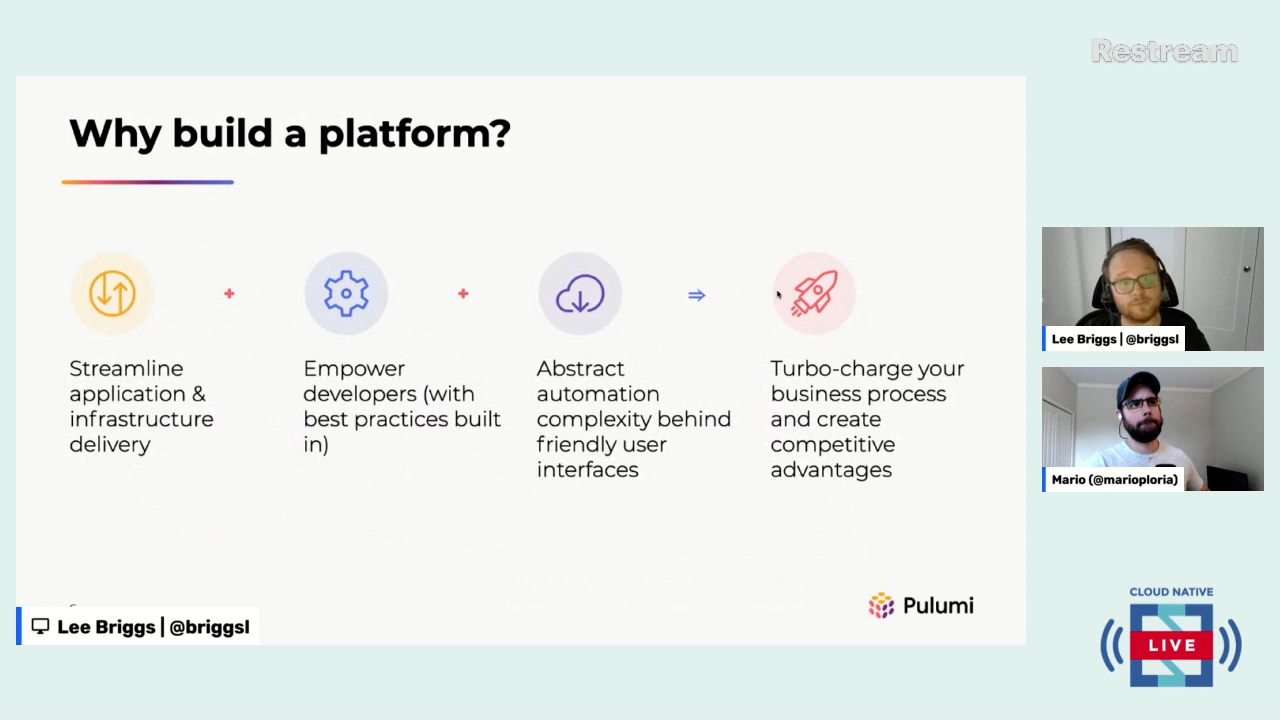 Restream
Why build a platform?
Streamline
application &
infrastructure
delivery
Empower
developers (with
best practices built
in)
Abstract
automation
complexity behind
friendly user
interfaces
Turbo-charge your
business process
and create
competitive
advantages
Pulumi
Lee Briggs | @briggsl
Lee Briggs | @briggsl
Mario (@marioploria)
CLOUD NATIVE
LIVE